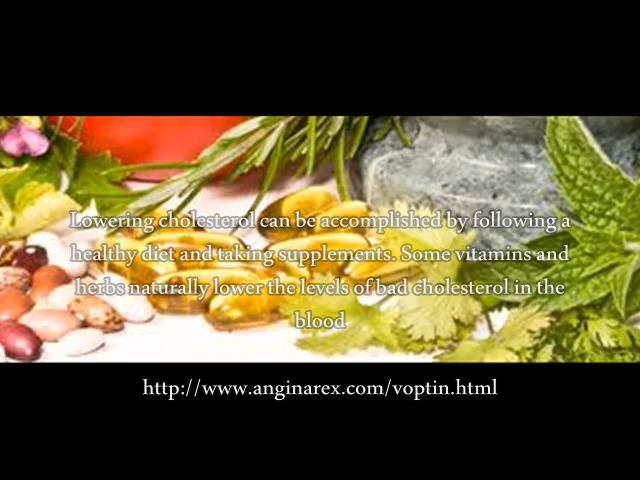 Lowering cholesterol can be accomplished by following a
healthy diet and taking supplements. Some vitamins and
herbs naturally lower the levels of bad cholesterol in the
blood
http://www.anginarex.com/voptin.html